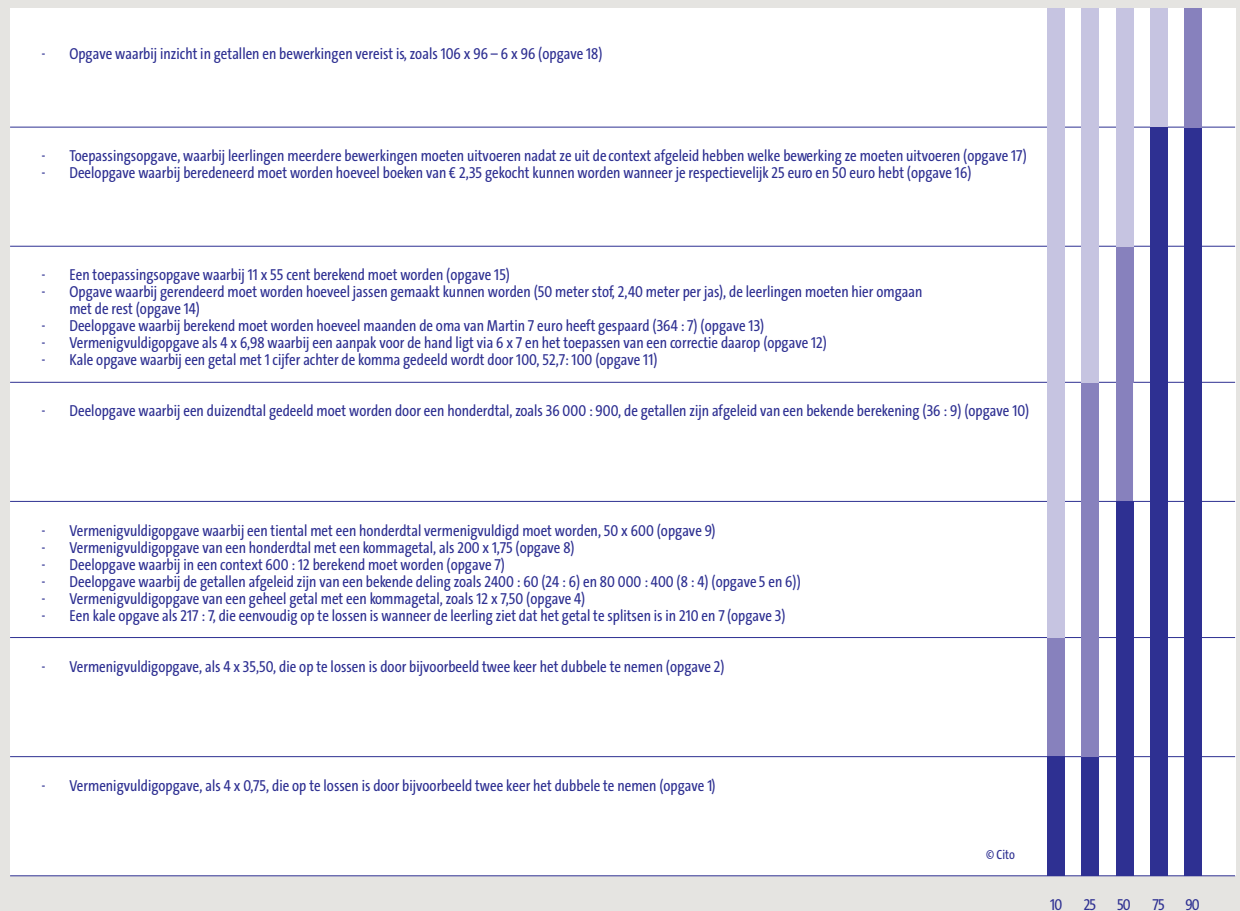 - Opgave waarbij inzicht in getallen en bewerkingen vereist is, zoals 106 x 96 – 6 x 96 (opgave 18)
- Toepassingsopgave, waarbij leerlingen meerdere bewerkingen moeten uitvoeren nadat ze uit de context afgeleid hebben welke bewerking ze moeten uitvoeren (opgave 17)
- Deelopgave waarbij beredeneerd moet worden hoeveel boeken van € 2,35 gekocht kunnen worden wanneer je respectievelijk 25 euro en 50 euro hebt (opgave 16)
- Een toepassingsopgave waarbij 11 x 55 cent berekend moet worden (opgave 15)
- Opgave waarbij gerendeerd moet worden hoeveel jassen gemaakt kunnen worden (50 meter stof, 2,40 meter per jas), de leerlingen moeten hier omgaan
met de rest (opgave 14)
- Deelopgave waarbij berekend moet worden hoeveel maanden de oma van Martin 7 euro heeft gespaard (364 : 7) (opgave 13)
- Vermenigvuldigopgave als 4 x 6,98 waarbij een aanpak voor de hand ligt via 6 x 7 en het toepassen van een correctie daarop (opgave 12)
- Kale opgave waarbij een getal met 1 cijfer achter de komma gedeeld wordt door 100, 52,7: 100 (opgave 11)
- Deelopgave waarbij een duizendtal gedeeld moet worden door een honderdtal, zoals 36 000 : 900, de getallen zijn afgeleid van een bekende berekening (36 : 9) (opgave 10)
- Vermenigvuldigopgave waarbij een tiental met een honderdtal vermenigvuldigd moet worden, 50 x 600 (opgave 9)
- Vermenigvuldigopgave van een honderdtal met een kommagetal, als 200 x 1,75 (opgave 8)
- Deelopgave waarbij in een context 600 : 12 berekend moet worden (opgave 7)
- Deelopgave waarbij de getallen afgeleid zijn van een bekende deling zoals 2400 : 60 (24 : 6) en 80 000 : 400 (8 : 4) (opgave 5 en 6))
- Vermenigvuldigopgave van een geheel getal met een kommagetal, zoals 12 x 7,50 (opgave 4)
- Een kale opgave als 217 : 7, die eenvoudig op te lossen is wanneer de leerling ziet dat het getal te splitsen is in 210 en 7 (opgave 3)
- Vermenigvuldigopgave, als 4 x 35,50, die op te lossen is door bijvoorbeeld twee keer het dubbele te nemen (opgave 2)
- Vermenigvuldigopgave, als 4 x 0,75, die op te lossen is door bijvoorbeeld twee keer het dubbele te nemen (opgave 1)
© Cito
10 25 50 75 90